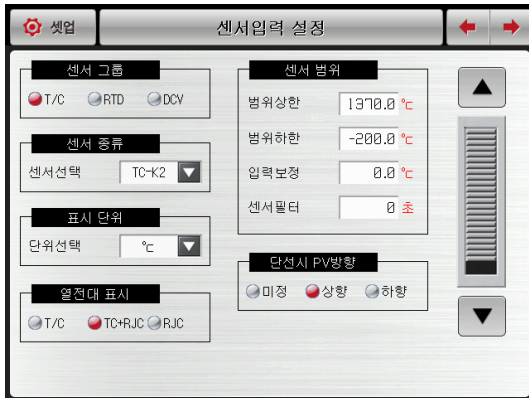 셋업
센서입력 설정
센서 그룹
T/C RTD DCV
센서 종류
센서선택 TC-K2
표시 단위
단위선택 ℃
열전대 표시
T/C TC+RJC RJC
센서 범위
범위상한 1370.0 ℃
범위하한 -200.0 ℃
입력보정 0.0 ℃
센서필터 0 초
단선시 PV방향
미정 상향 하향